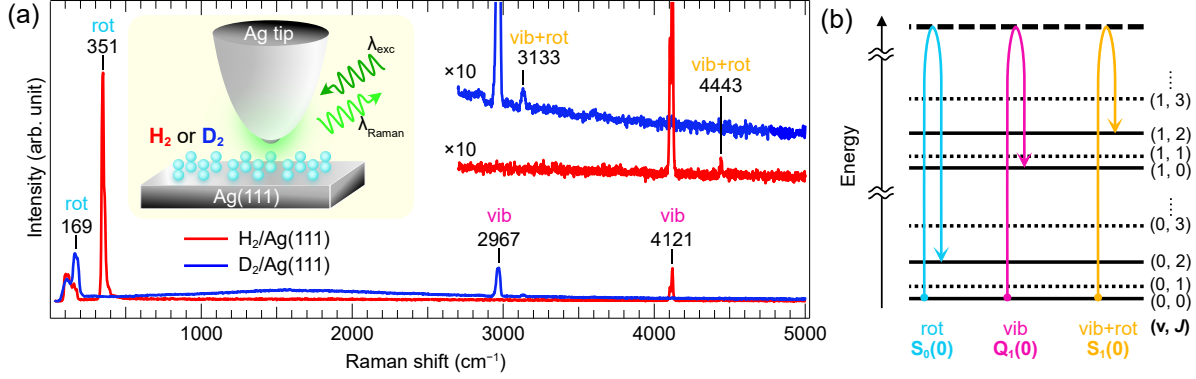 (a)
rot
351
rot
169
Ag tip
λexc
λRaman
H₂ or D₂
Ag(111)
H₂/Ag(111)
D₂/Ag(111)
×10
vib+rot
3133
×10
vib+rot
4443
vib
2967
vib
4121
Intensity (arb. unit)
1000 2000 3000 4000 5000
Raman shift (cm⁻¹)
(b)
Energy
(1, 3)
(1, 2)
(1, 1)
(1, 0)
(0, 3)
(0, 2)
(0, 1)
(0, 0)
(v, J)
rot vib vib+rot
S₀(0) Q₁(0) S₁(0)